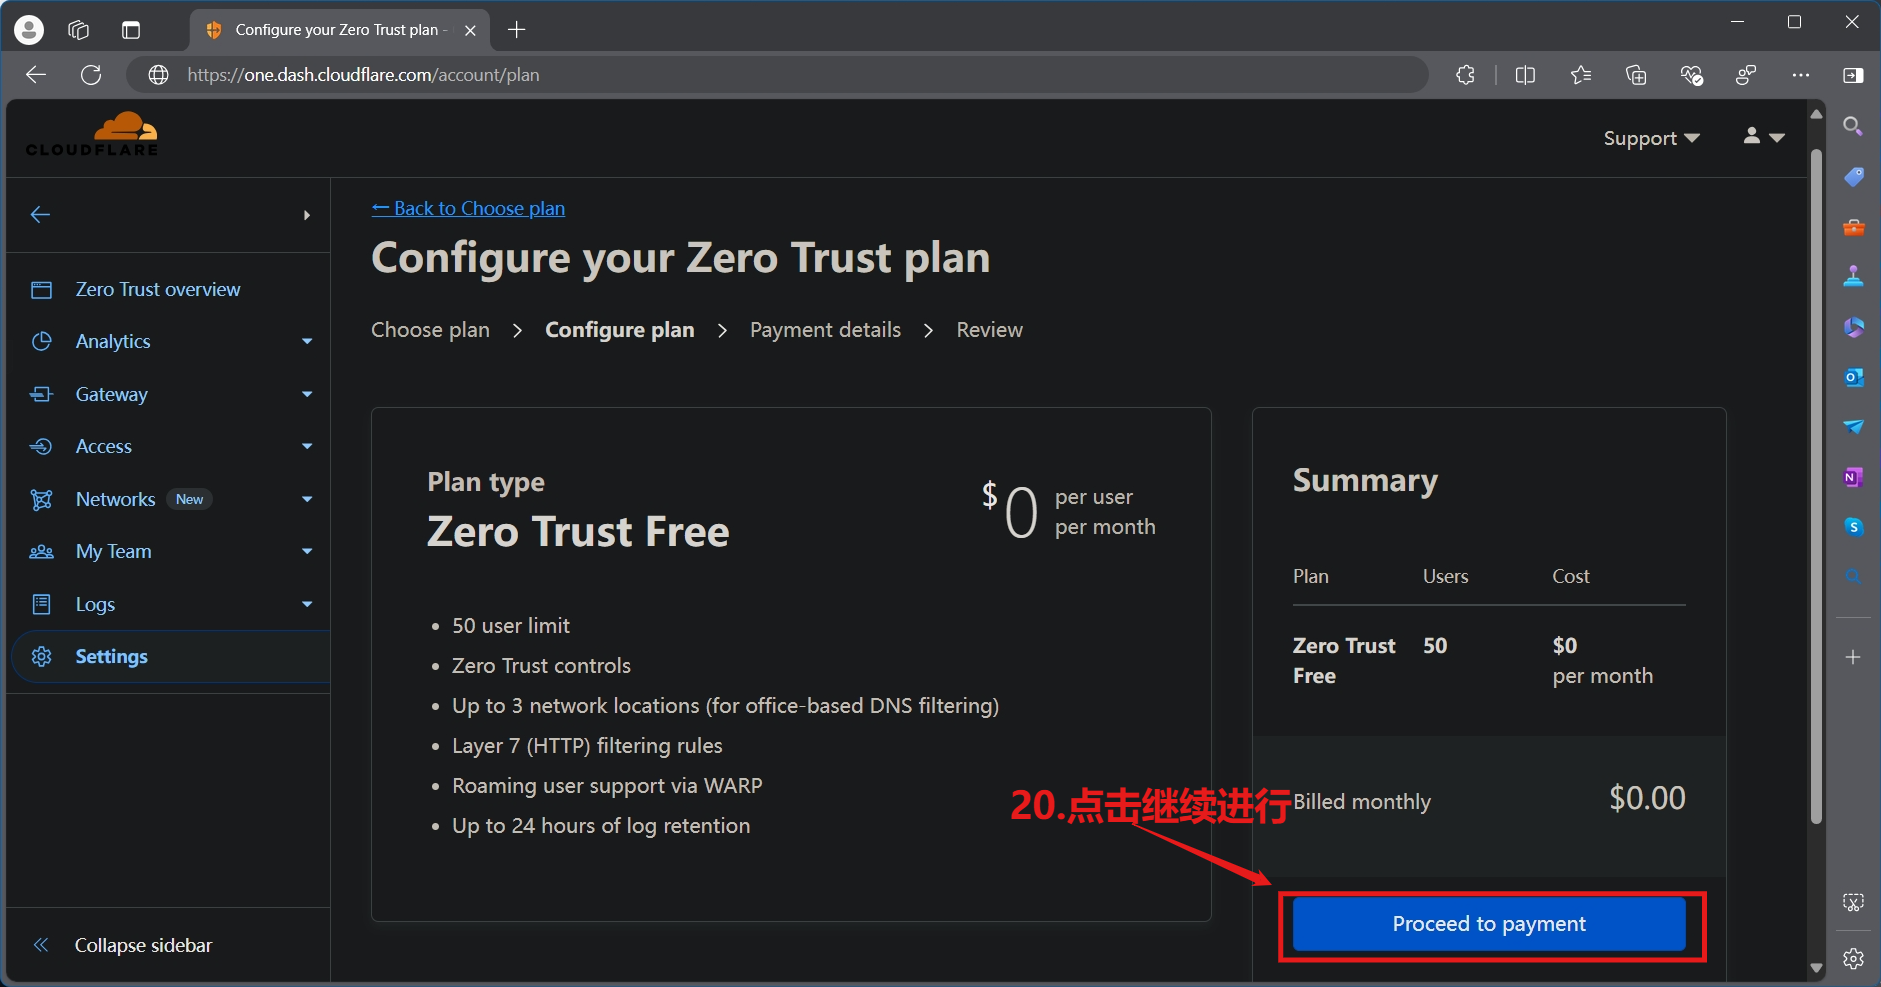 Configure your Zero Trust plan -
https://one.dash.cloudflare.com/account/plan
CLOUDFLARE
Support
← Back to Choose plan
Configure your Zero Trust plan
Choose plan > Configure plan > Payment details > Review
Zero Trust overview
Analytics
Gateway
Access
Networks New
My Team
Logs
Settings
Collapse sidebar
Plan type
Zero Trust Free
$0 per user
per month
• 50 user limit
• Zero Trust controls
• Up to 3 network locations (for office-based DNS filtering)
• Layer 7 (HTTP) filtering rules
• Roaming user support via WARP
• Up to 24 hours of log retention
Summary
Plan Users Cost
Zero Trust Free 50 $0 per month
Billed monthly $0.00
20.点击继续进行
Proceed to payment